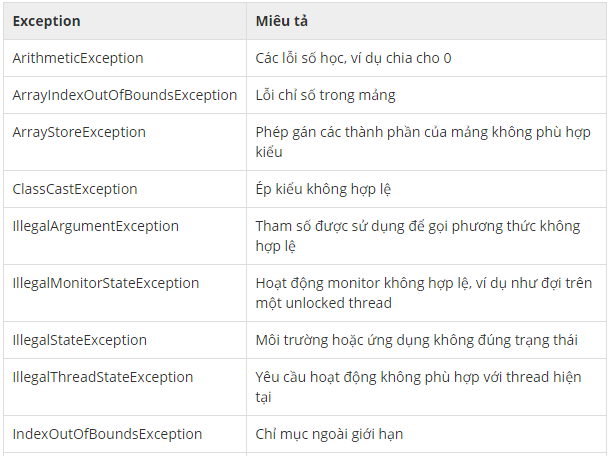 Exception Miêu tả
ArithmeticException Các lỗi số học, ví dụ chia cho 0
ArrayIndexOutOfBoundsException Lỗi chỉ số trong mảng
ArrayStoreException Phép gán các thành phần của mảng không phù hợp
kiểu
ClassCastException Ép kiểu không hợp lệ
IllegalArgumentException Tham số được sử dụng để gọi phương thức không
hợp lệ
IllegalMonitorStateException Hoạt động monitor không hợp lệ, ví dụ như đợi trên
một unlocked thread
IllegalStateException Môi trường hoặc ứng dụng không đúng trạng thái
IllegalThreadStateException Yêu cầu hoạt động không phù hợp với thread hiện
tại
IndexOutOfBoundsException Chỉ mục ngoài giới hạn